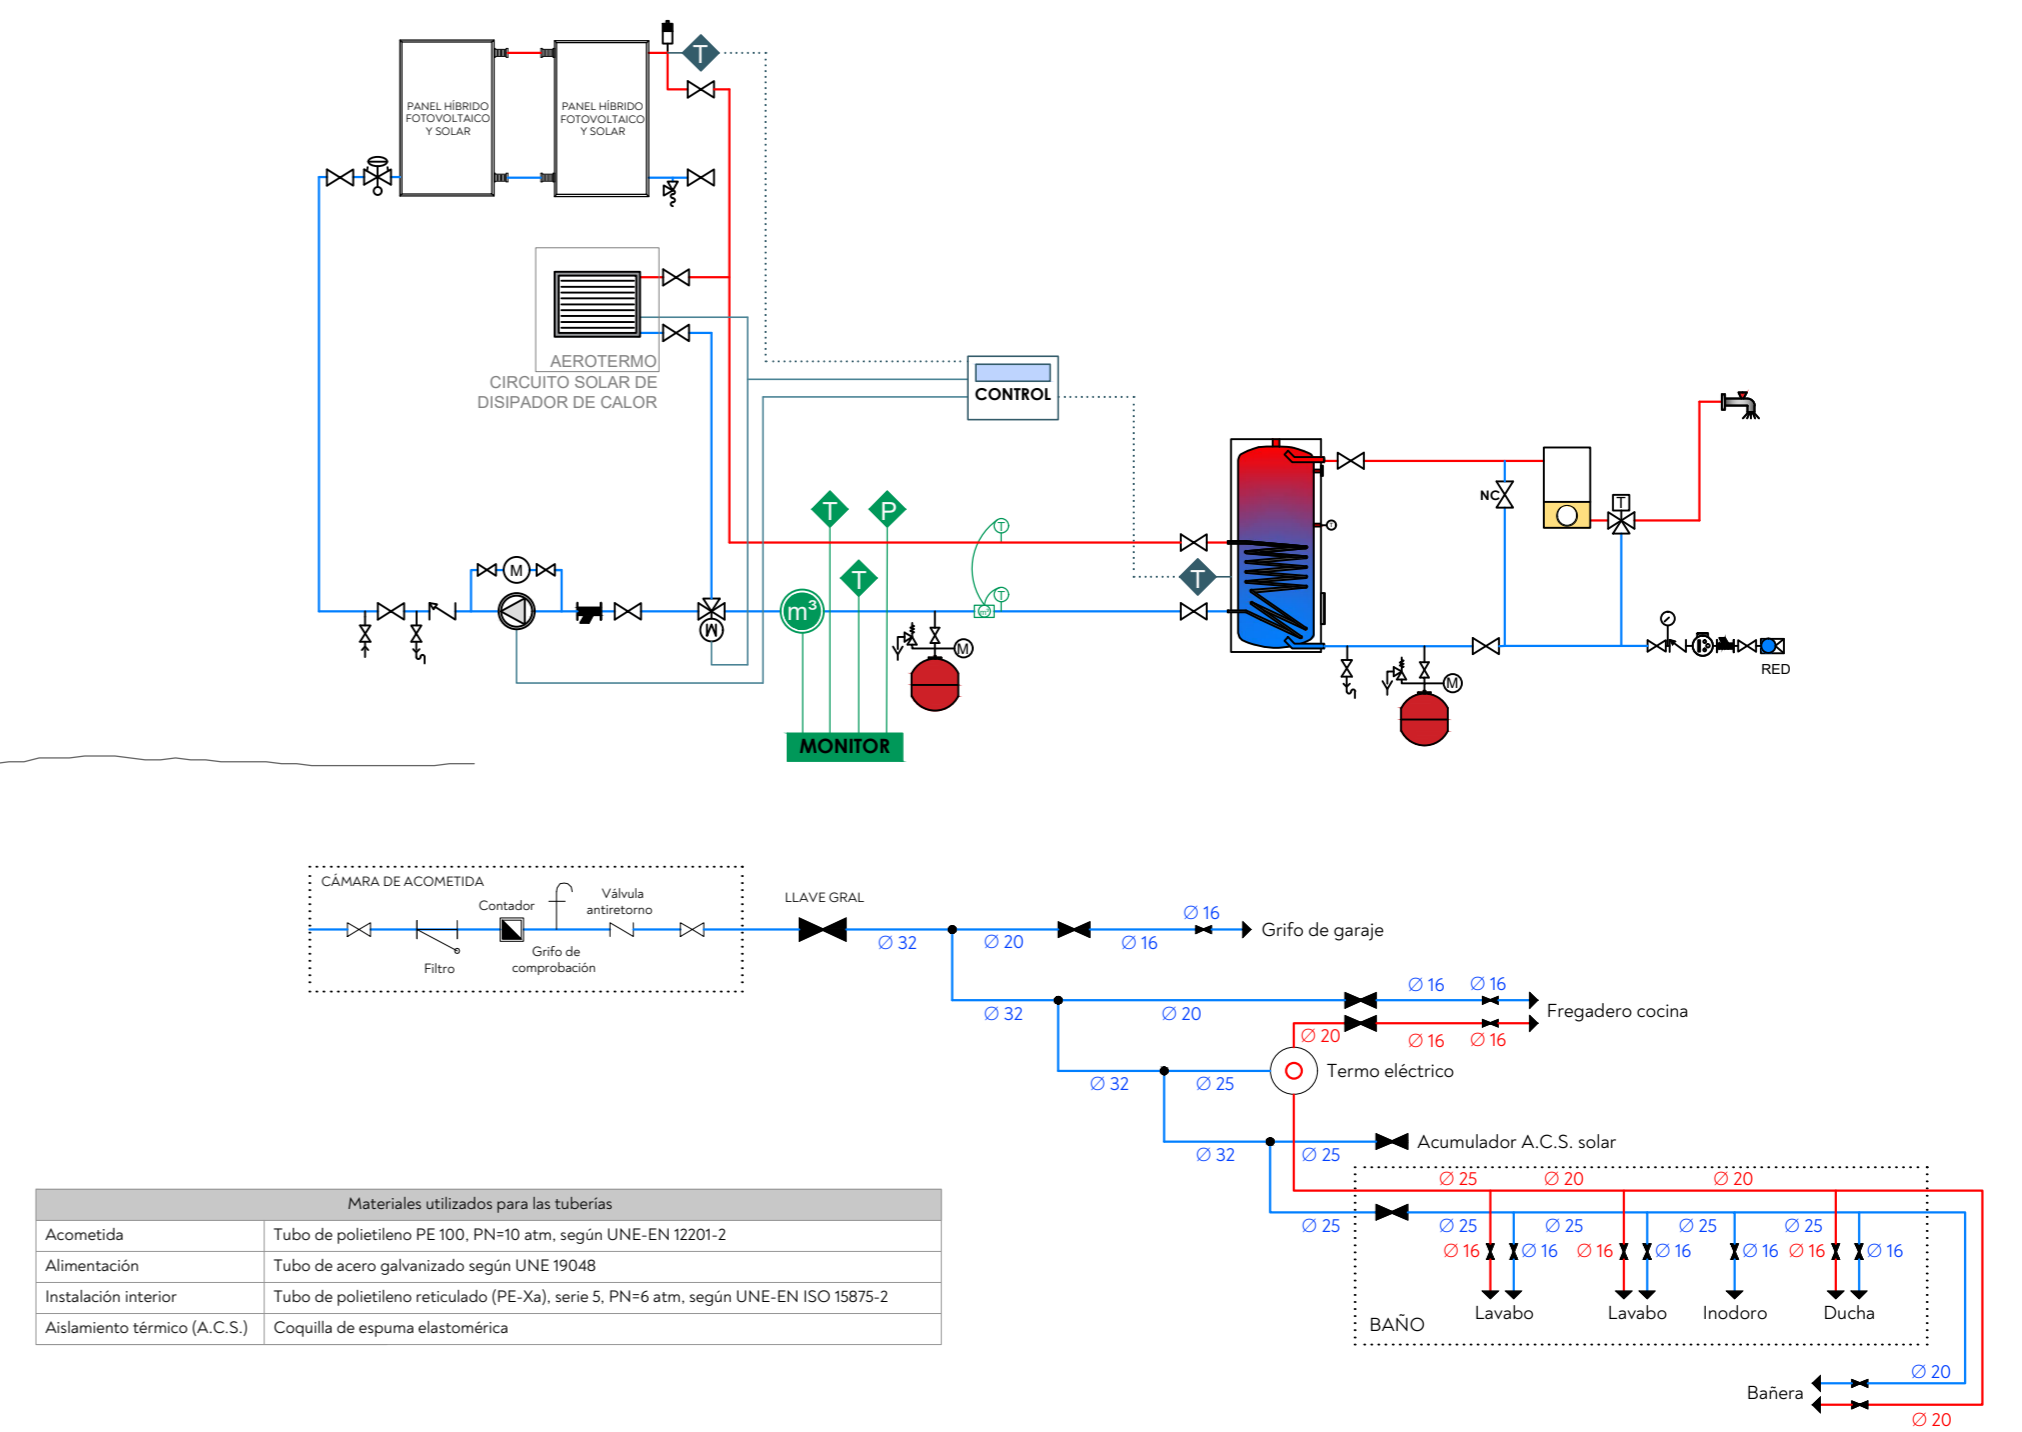 PANEL HÍBRIDO
FOTOVOLTAICO
Y SOLAR
PANEL HÍBRIDO
FOTOVOLTAICO
Y SOLAR
T
AEROTERMO
CIRCUITO SOLAR DE
DISIPADOR DE CALOR
CONTROL
NC
T
T
P
T
T
T
T
T
M
M
m³
m³
M
M
RED
MONITOR
CÁMARA DE ACOMETIDA
Contador
Válvula
antiretorno
Grifo de
comprobación
Filtro
LLAVE GRAL
Ø 32
Ø 20
Ø 16
Ø 16
Grifo de garaje
Ø 32
Ø 20
Ø 16
Ø 16
Fregadero cocina
Ø 20
Ø 16
Ø 16
Ø 32
Ø 25
Termo eléctrico
Ø 32
Ø 25
Acumulador A.C.S. solar
Ø 25
Ø 20
Ø 20
Ø 25
Ø 25
Ø 25
Ø 25
Ø 25
Ø 16
Ø 16
Ø 16
Ø 16
Ø 16
Ø 16
Ø 16
Lavabo
Lavabo
Inodoro
Ducha
BAÑO
Ø 20
Bañera
Ø 20
Materiales utilizados para las tuberías
Acometida Tubo de polietileno PE 100, PN=10 atm, según UNE-EN 12201-2
Alimentación Tubo de acero galvanizado según UNE 19048
Instalación interior Tubo de polietileno reticulado (PE-Xa), serie 5, PN=6 atm, según UNE-EN ISO 15875-2
Aislamiento térmico (A.C.S.) Coquilla de espuma elastomérica